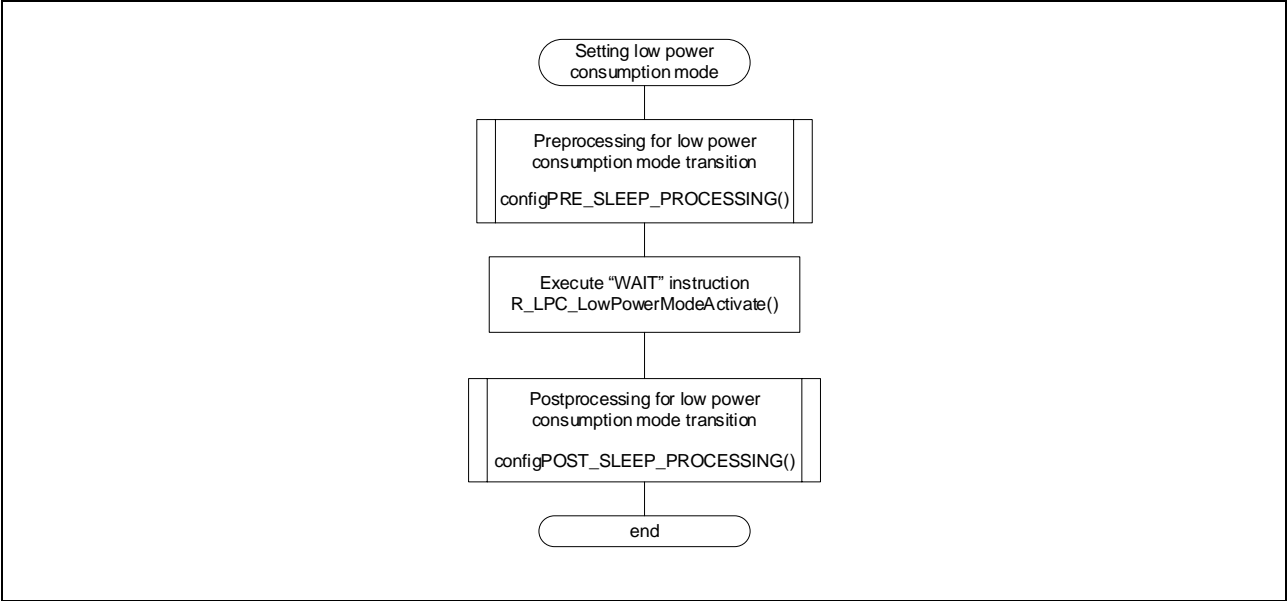 Setting low power
consumption mode
Preprocessing for low power
consumption mode transition
configPRE_SLEEP_PROCESSING()
Execute “WAIT” instruction
R_LPC_LowPowerModeActivate()
Postprocessing for low power
consumption mode transition
configPOST_SLEEP_PROCESSING()
end